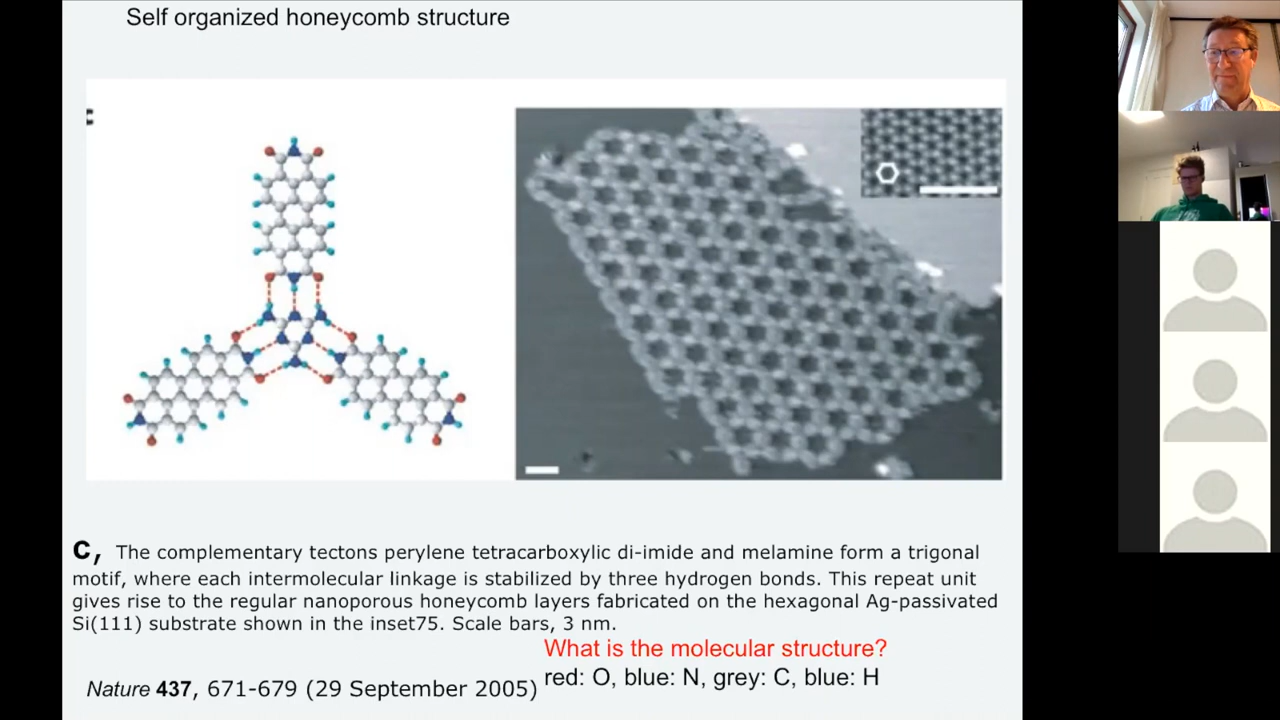 Self organized honeycomb structure
c
C, The complementary tectons perylene tetracarboxylic di-imide and melamine form a trigonal
motif, where each intermolecular linkage is stabilized by three hydrogen bonds. This repeat unit
gives rise to the regular nanoporous honeycomb layers fabricated on the hexagonal Ag-passivated
Si(111) substrate shown in the inset75. Scale bars, 3 nm.
What is the molecular structure?
Nature 437, 671-679 (29 September 2005)
red: O, blue: N, grey: C, blue: H